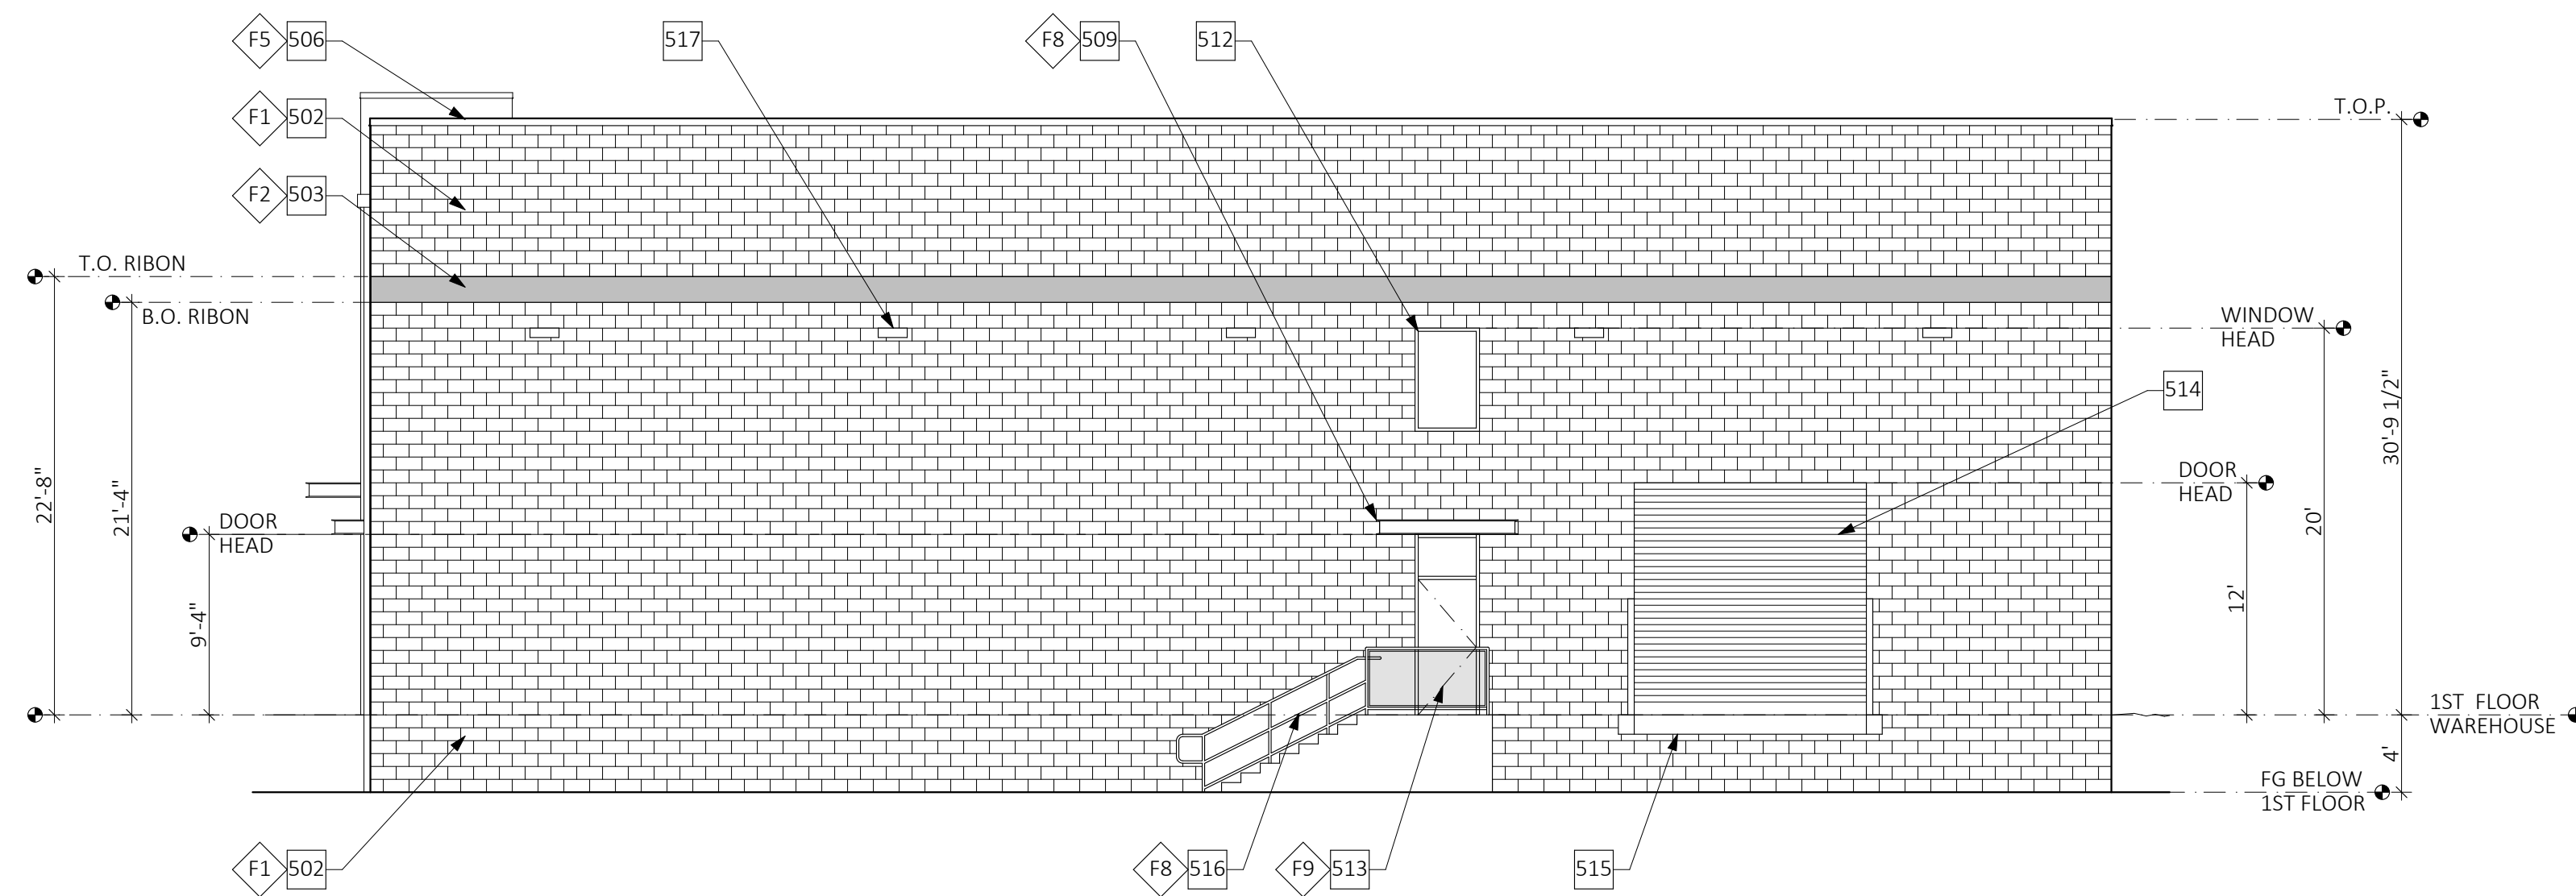 F5 506
517
F8 509
512
F1 502
T.O.P.
F2 503
T.O. RIBON
B.O. RIBON
WINDOW
HEAD
514
30'-9 1/2"
DOOR
HEAD
22'-8"
21'-4"
20'
DOOR
HEAD
9'-4"
12'
1ST FLOOR
WAREHOUSE
4'
FG BELOW
1ST FLOOR
F1 502
F8 516
F9 513
515